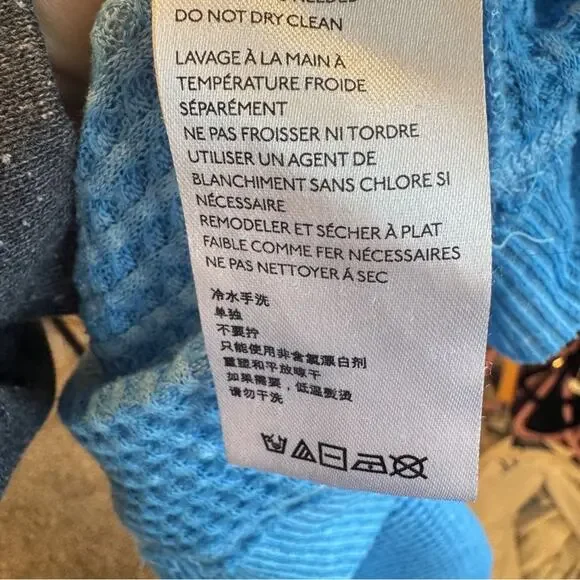 DO NOT DRY CLEAN
LAVAGE À LA MAIN À
TEMPÉRATURE FROIDE
SÉPARÉMENT
NE PAS FROISSER NI TORDRE
UTILISER UN AGENT DE
BLANCHIMENT SANS CHLORE SI
NÉCESSAIRE
REMODELER ET SÉCHER À PLAT
FAIBLE COMME FER NÉCESSAIRES
NE PAS NETTOYER Á SEC
冷水手洗
单独
不要拧
只能使用非含氯漂白剂
重塑和平放晾干
如果需要，低温熨烫
请勿干洗